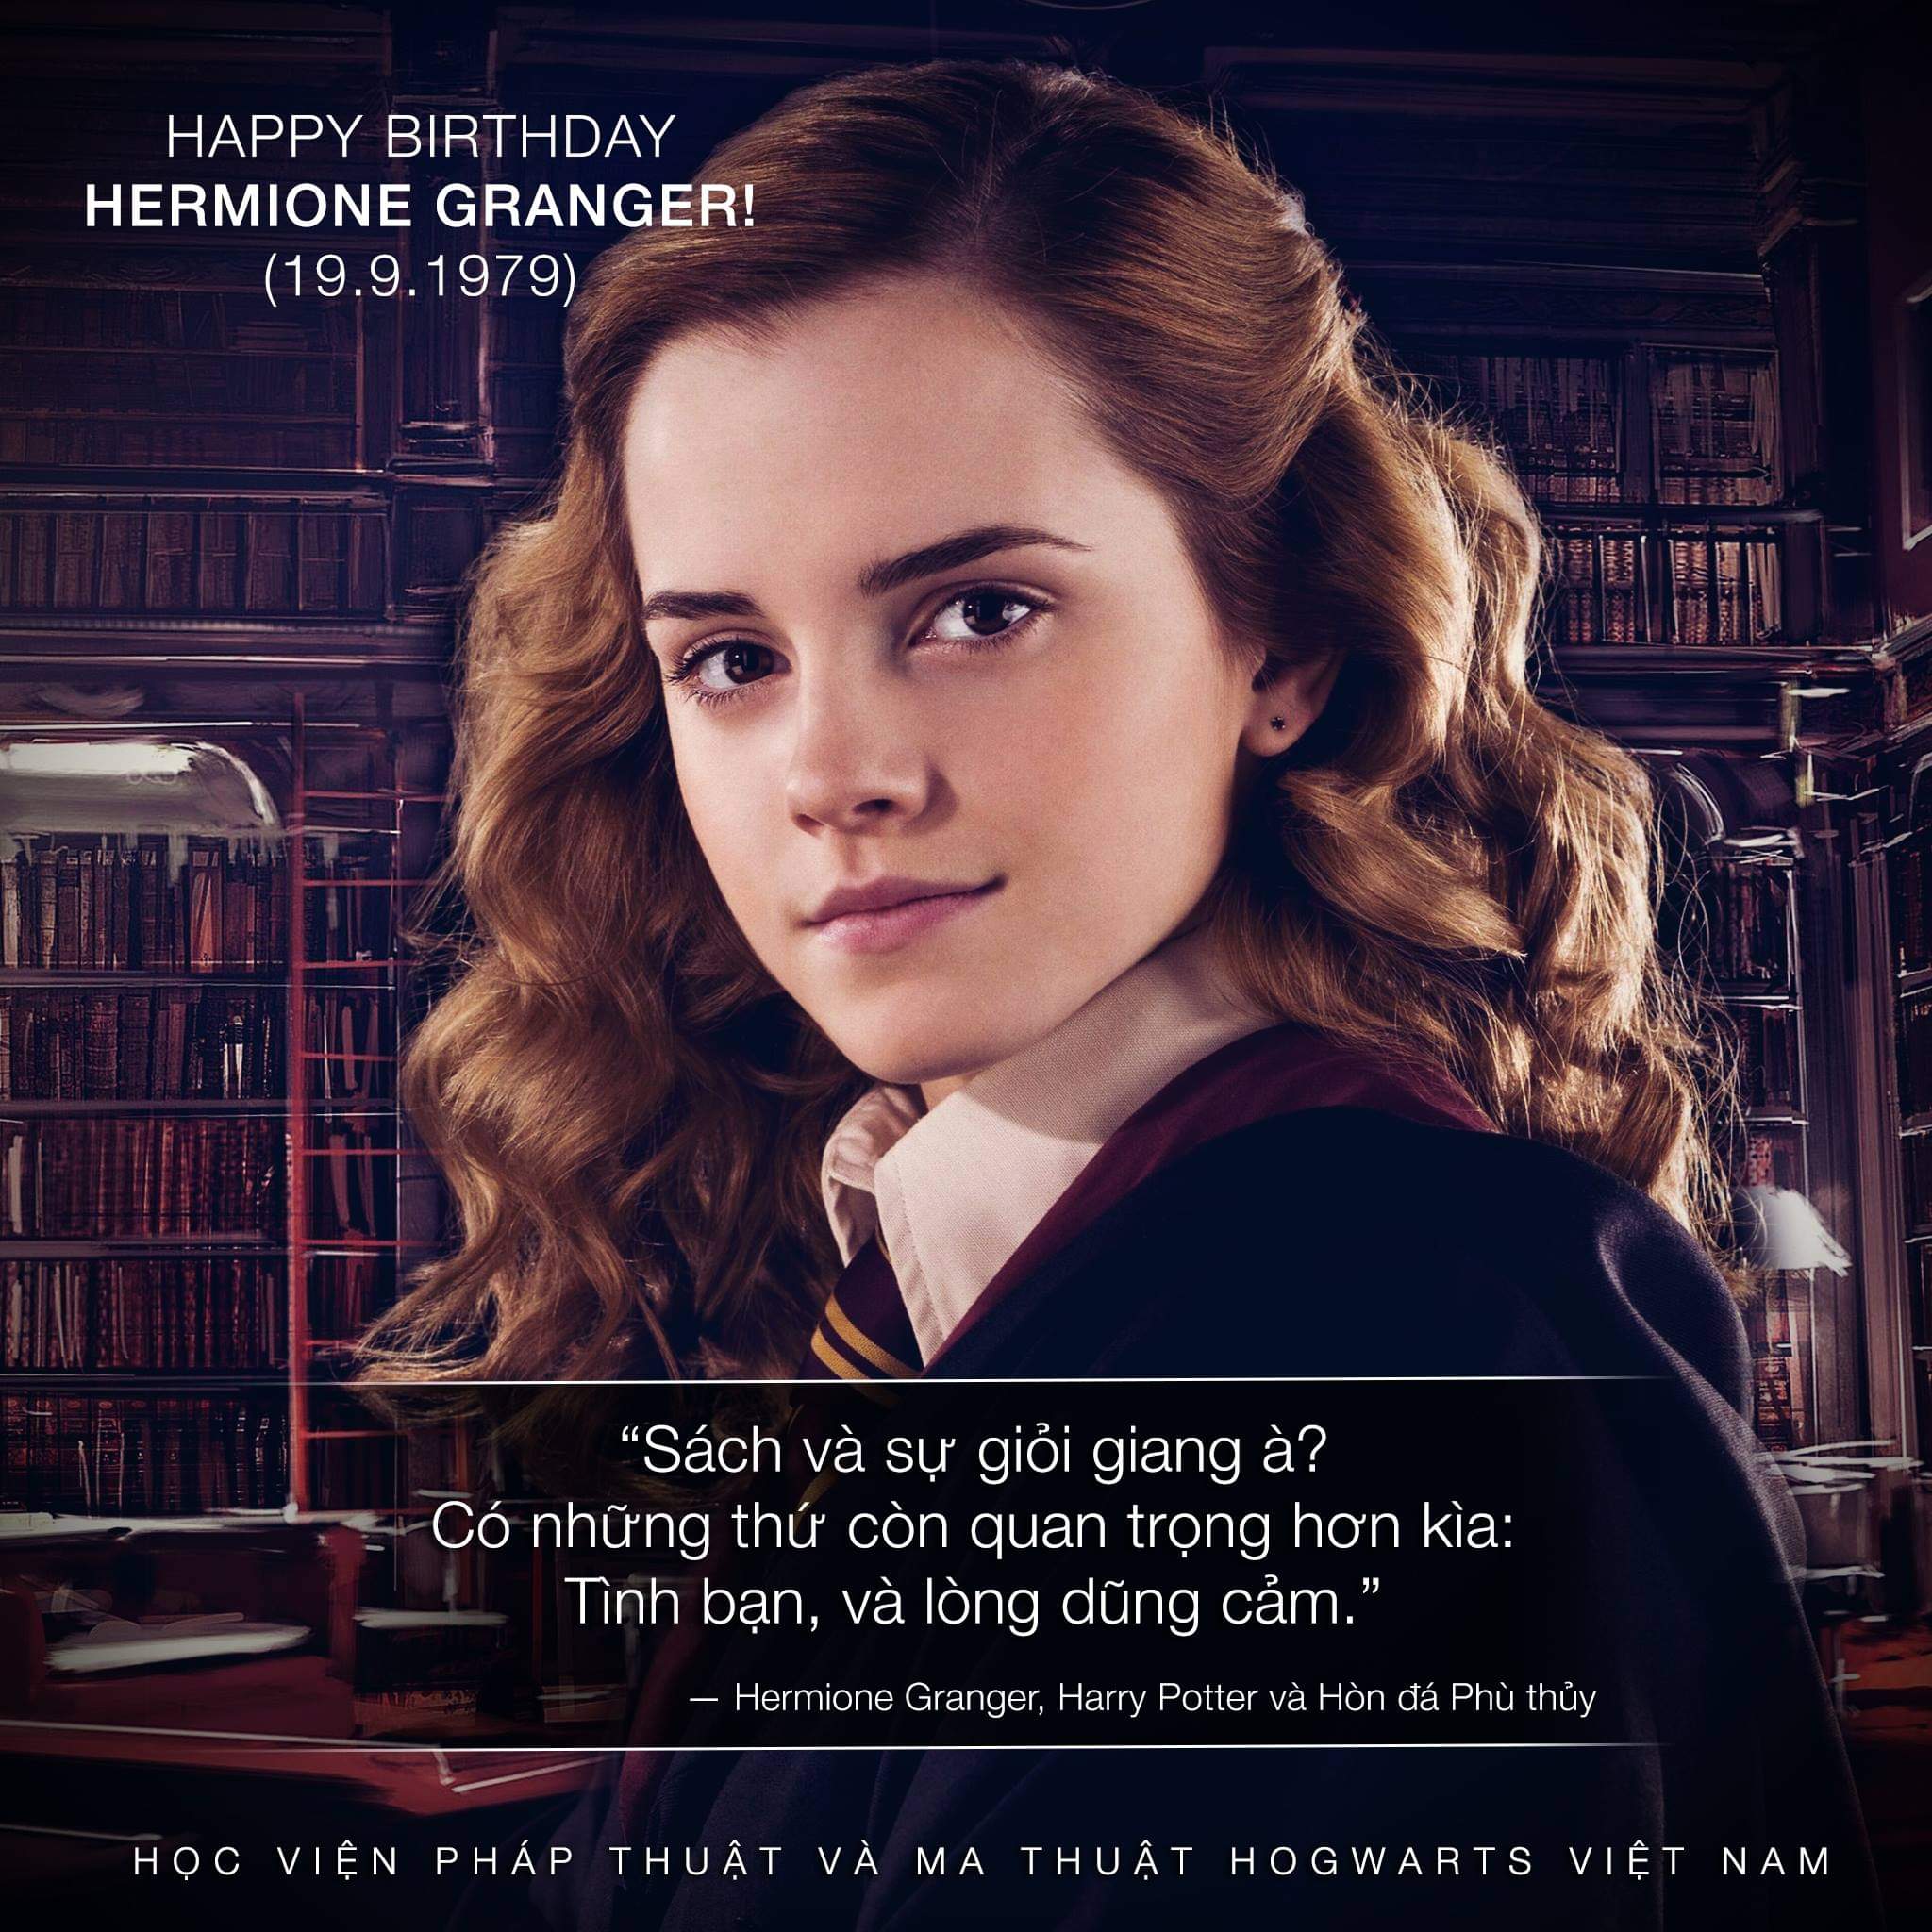 HAPPY BIRTHDAY
HERMIONE GRANGER!
(19.9.1979)
“Sách và sự giỏi giang à?
Có những thứ còn quan trọng hơn kìa:
Tình bạn, và lòng dũng cảm.”
— Hermione Granger, Harry Potter và Hòn đá Phù thủy
HỌC VIỆN PHÁP THUẬT VÀ MA THUẬT HOGWARTS VIỆT NAM